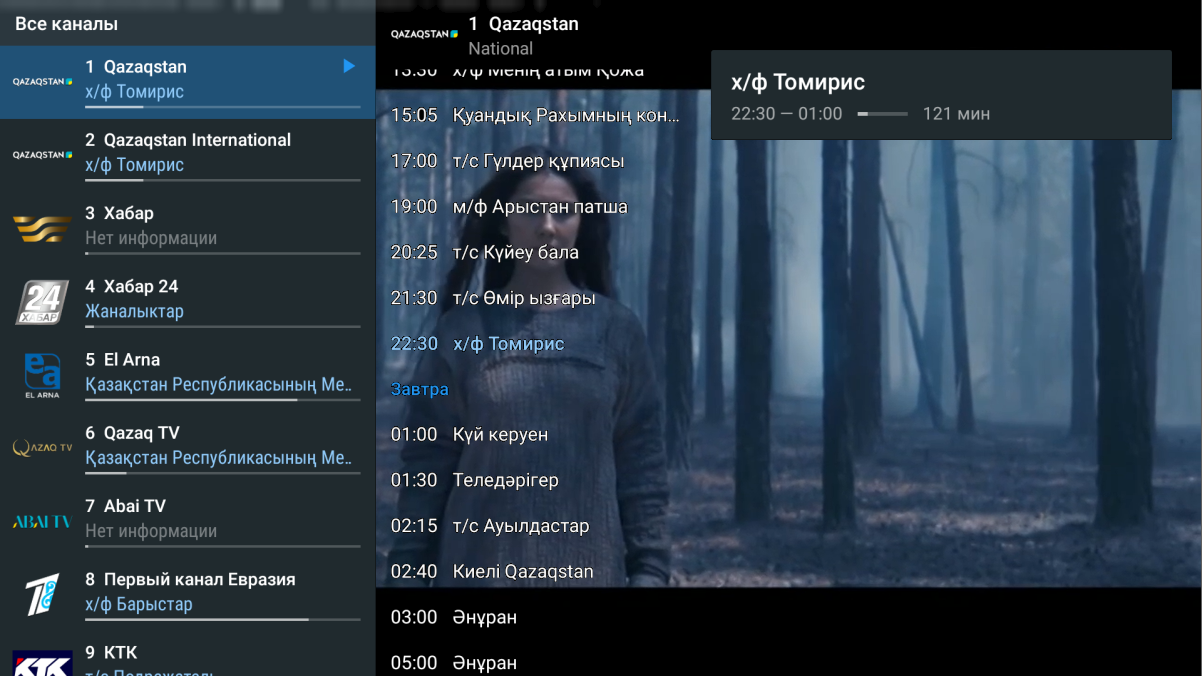 Все каналы
QAZAQSTAN
1 Qazaqstan
х/ф Томирис
QAZAQSTAN
2 Qazaqstan International
х/ф Томирис
3 Хабар
Нет информации
24
ХАБАР
4 Хабар 24
Жаналыктар
ea
EL ARNA
5 El Arna
Қазақстан Республикасының Ме..
QAZAQ TV
6 Qazaq TV
Қазақстан Республикасының Ме..
ABAI TV
7 Abai TV
Нет информации
8 Первый канал Евразия
х/ф Барыстар
КТК
9 КТК
т/с Подражатель
QAZAQSTAN
1 Qazaqstan
National
13:30 х/ф Менің атым Қожа
15:05 Қуандық Рахымның кон...
17:00 т/с Гүлдер құпиясы
19:00 м/ф Арыстан патша
20:25 т/с Күйеу бала
21:30 т/с Өмір ызғары
22:30 х/ф Томирис
Завтра
01:00 Күй керуен
01:30 Теледәрігер
02:15 т/с Ауылдастар
02:40 Киелі Qazaqstan
03:00 Әнұран
05:00 Әнұран
х/ф Томирис
22:30 — 01:00 121 мин